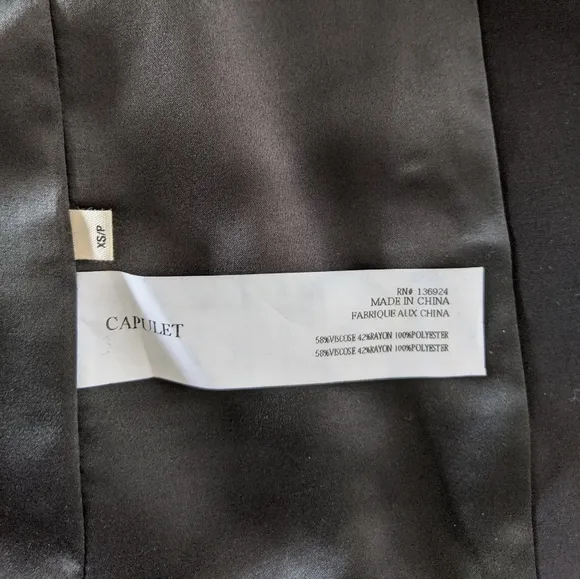 XS/P
CAPULET
RN# 136924
MADE IN CHINA
FABRIQUE AUX CHINA
58%VISCOSE 42%RAYON 100%POLYESTER
58%VISCOSE 42%RAYON 100%POLYESTER